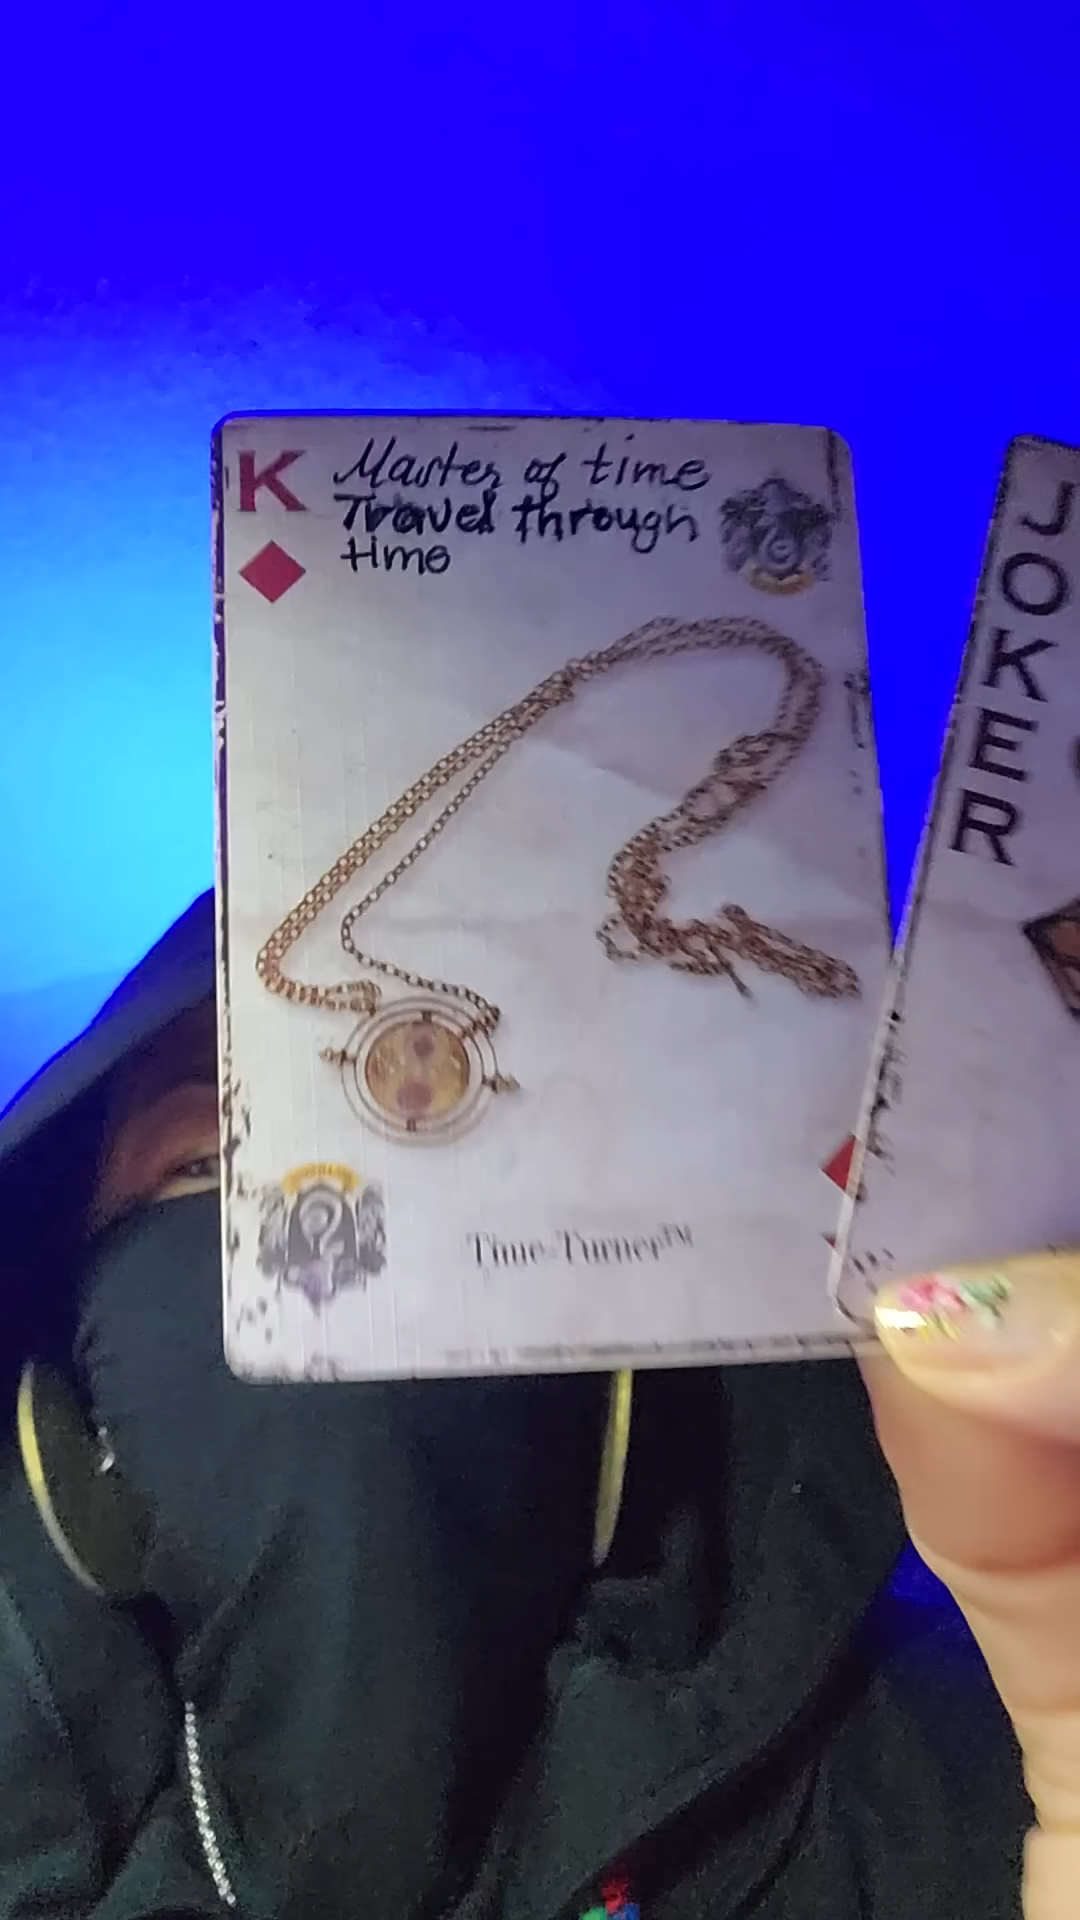 K
Master of time
Travel through
time
Time-Turner™
JOKER